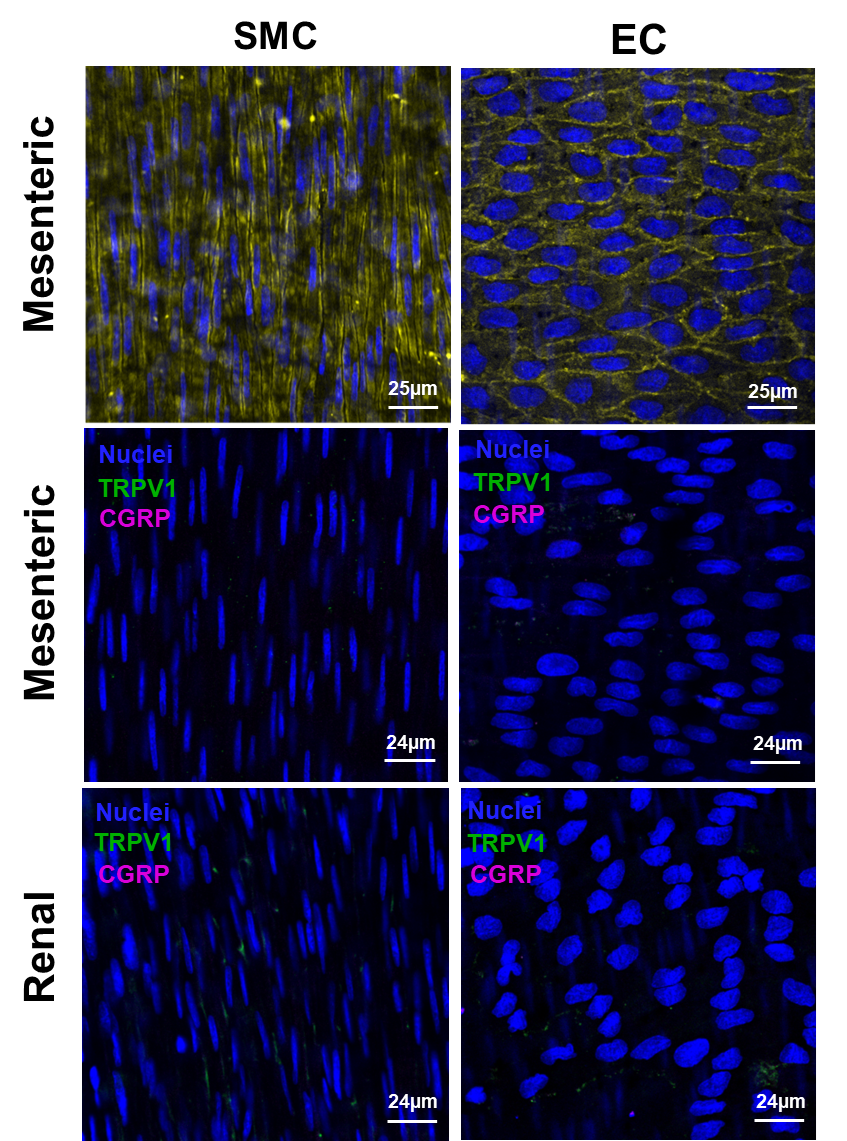 SMC
EC
Mesenteric
25µm
25µm
Mesenteric
Nuclei
TRPV1
CGRP
24µm
Nuclei
TRPV1
CGRP
24µm
Renal
Nuclei
TRPV1
CGRP
24µm
Nuclei
TRPV1
CGRP
24µm